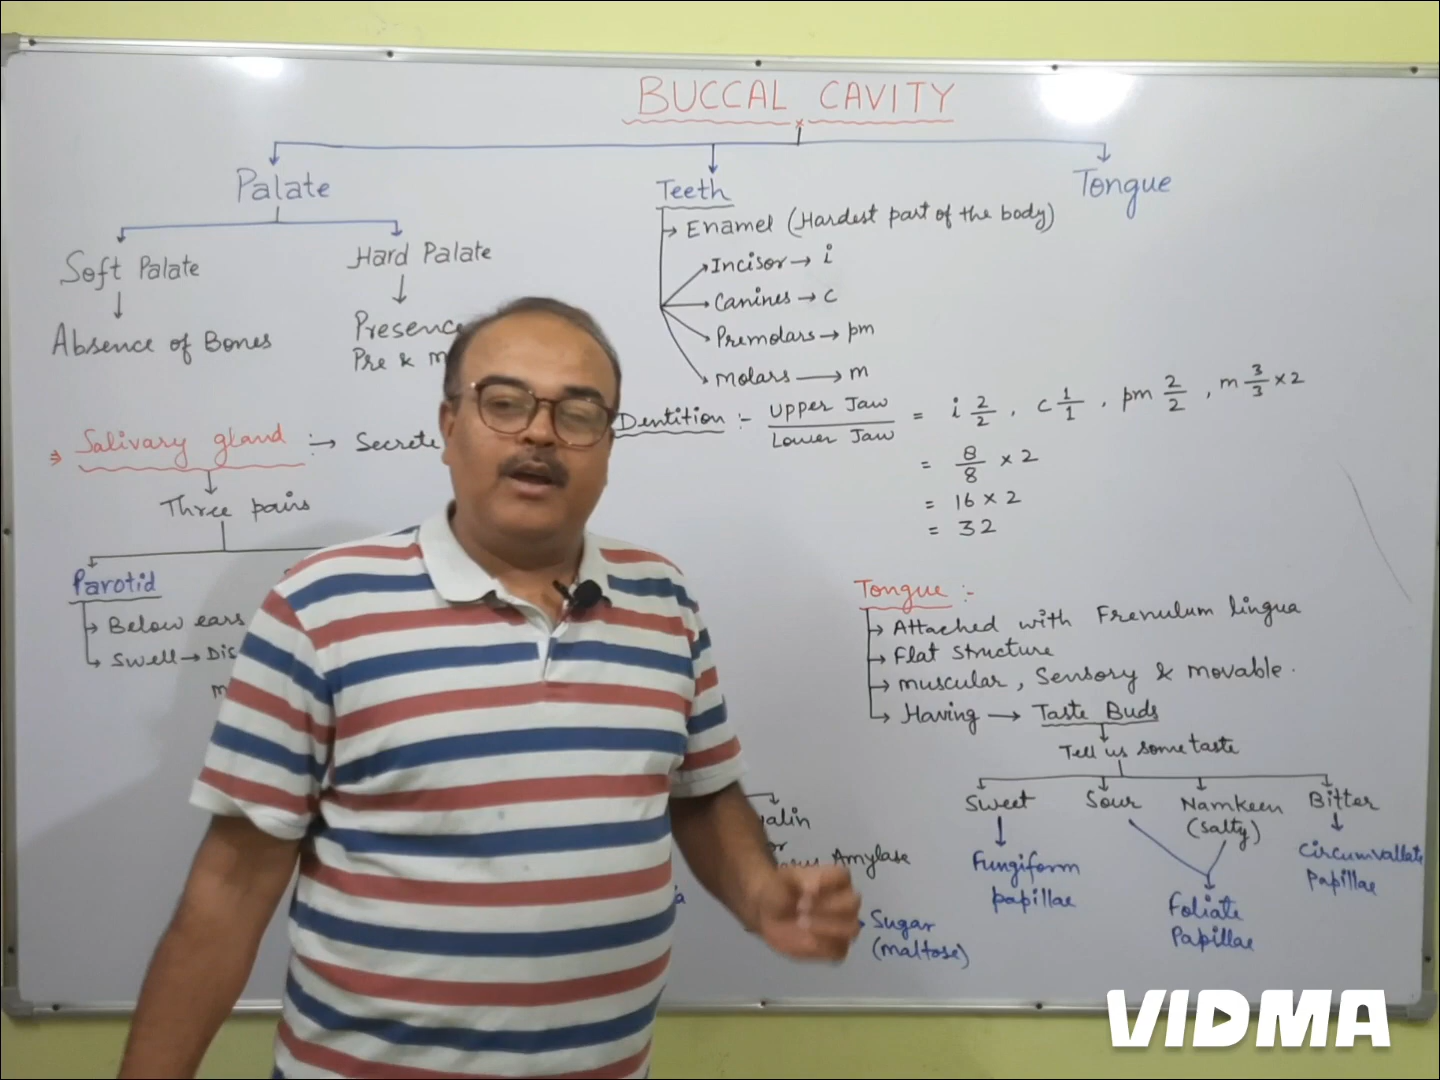 BUCCAL CAVITY
Palate
Teeth
Tongue
Soft Palate
Hard Palate
Absence of Bones
Presence
Pre & m
→ Enamel (Hardest part of the body)
Incisor → i
Canines → c
Premolars → pm
Molars → m
Dentition :- Upper Jaw / Lower Jaw = i 2/2, c 1/1, pm 2/2, m 3/3 × 2
= 8/8 × 2
= 16 × 2
= 32
⇒ Salivary gland :→ Secrete
Three pairs
Parotid
→ Below ears
→ Swell → Dis
Tongue :-
→ Attached with Frenulum lingua
→ Flat structure
→ muscular, Sensory & movable.
→ Having → Taste Buds
Tell us some taste
Sweet
Sour
Namkeen
(salty)
Bitter
Fungiform
papillae
Foliate
Papillae
Circumvallate
Papillae
alin
or
Amylase
Sugar
(maltose)
VIDMA